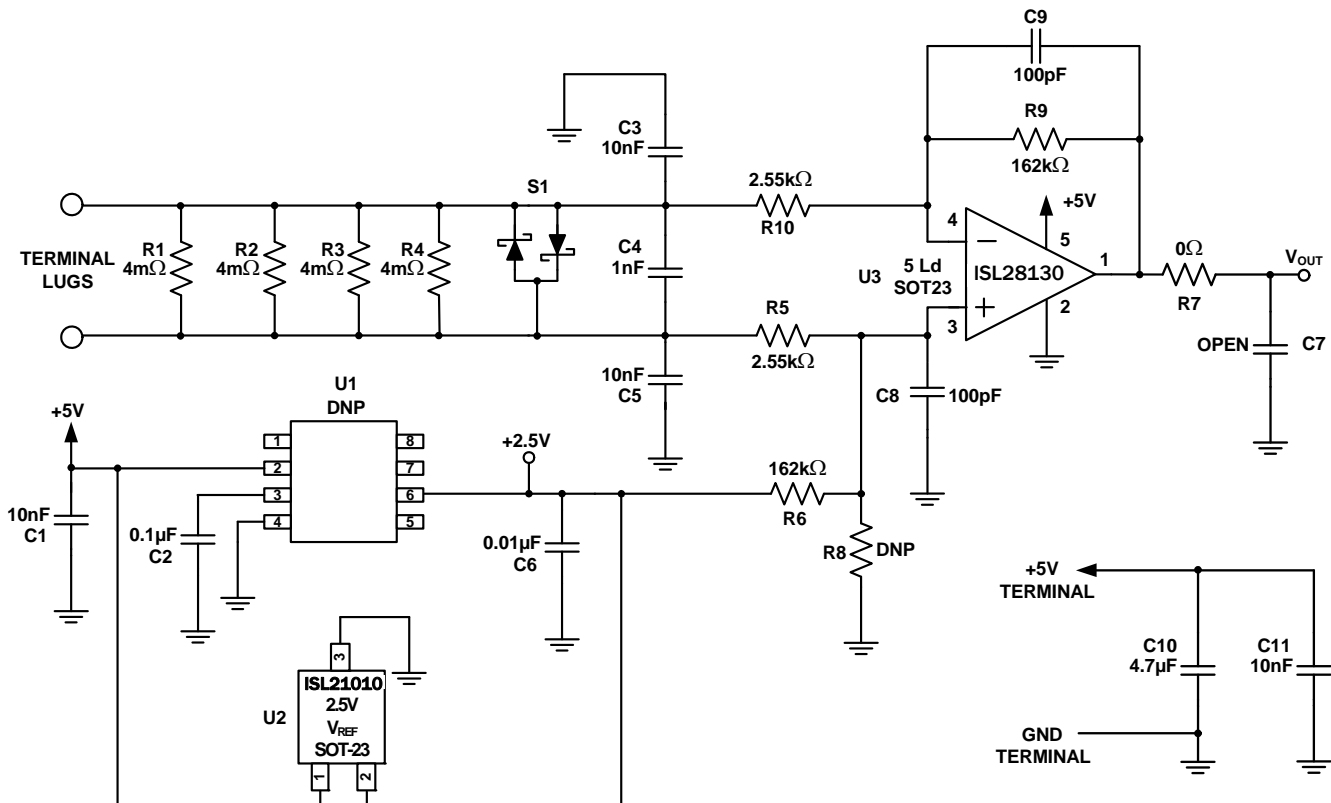 C9
100pF
R9
162kΩ
C3
10nF
2.55kΩ
R10
+5V
S1
4
5
C4
1nF
TERMINAL
LUGS
R1
4mΩ
R2
4mΩ
R3
4mΩ
R4
4mΩ
U3
5 Ld
SOT23
ISL28130
1
0Ω
R7
VOUT
3
2
R5
2.55kΩ
OPEN
C7
10nF
C5
C8
100pF
U1
DNP
+5V
1
2
3
4
8
7
6
5
+2.5V
162kΩ
R6
10nF
C1
0.1µF
C2
0.01µF
C6
R8
DNP
+5V
TERMINAL
C10
4.7µF
C11
10nF
GND
TERMINAL
3
U2
ISL21010
2.5V
VREF
SOT-23
1
2